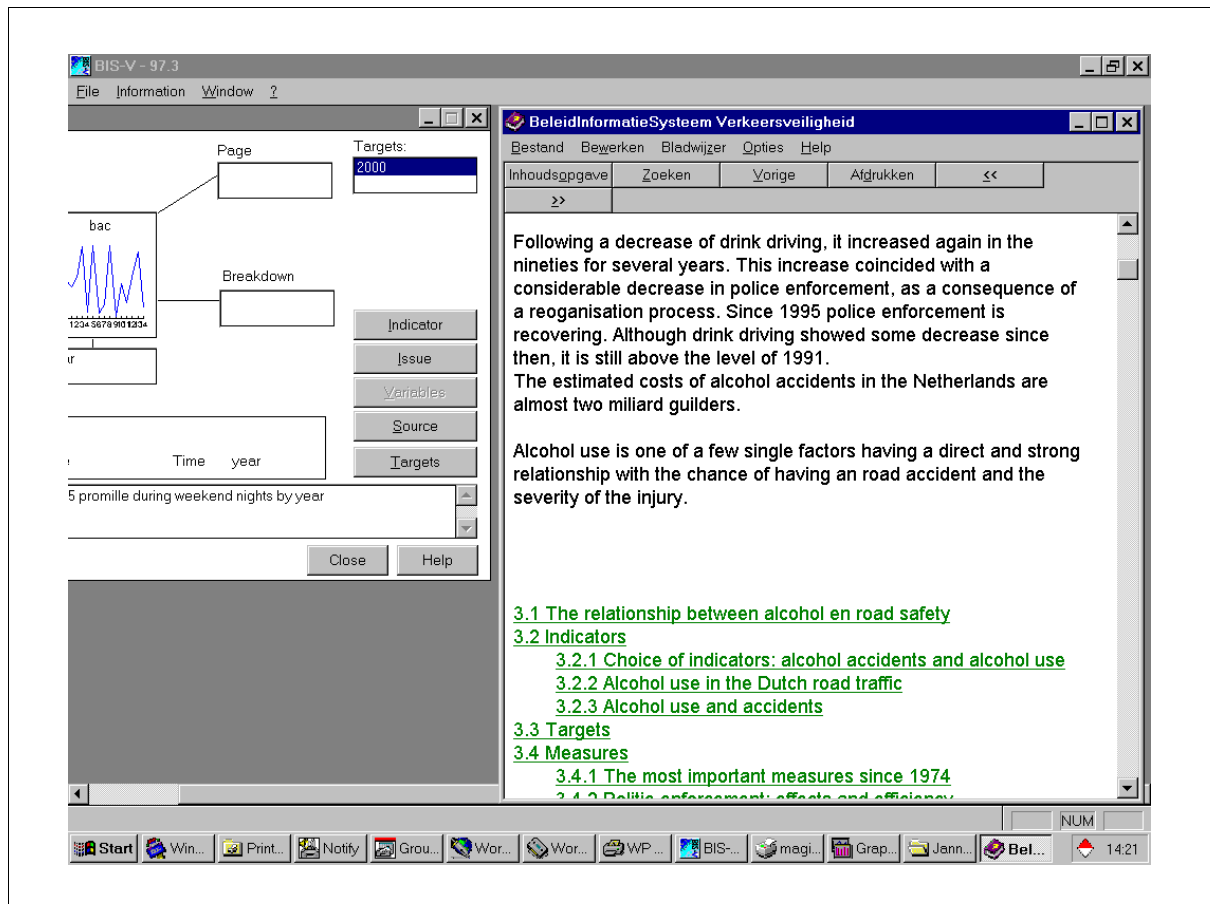 BIS-V - 97.3
File Information Window ?
Page
Targets:
2000
bac
Breakdown
Indicator
Issue
Variables
Source
Time year
Targets
5 promille during weekend nights by year
Close Help
BeleidInformatieSysteem Verkeersveiligheid
Bestand Bewerken Bladwijzer Opties Help
Inhoudsopgave Zoeken Vorige Afdrukken <<
>>
Following a decrease of drink driving, it increased again in the
nineties for several years. This increase coincided with a
considerable decrease in police enforcement, as a consequence of
a reoganisation process. Since 1995 police enforcement is
recovering. Although drink driving showed some decrease since
then, it is still above the level of 1991.
The estimated costs of alcohol accidents in the Netherlands are
almost two miliard guilders.
Alcohol use is one of a few single factors having a direct and strong
relationship with the chance of having an road accident and the
severity of the injury.
3.1 The relationship between alcohol en road safety
3.2 Indicators
3.2.1 Choice of indicators: alcohol accidents and alcohol use
3.2.2 Alcohol use in the Dutch road traffic
3.2.3 Alcohol use and accidents
3.3 Targets
3.4 Measures
3.4.1 The most important measures since 1974
NUM
Start Win... Print... Notify Grou... Wor... Wor... WP ... BIS-... magi... Grap... Jann... Bel... 14:21